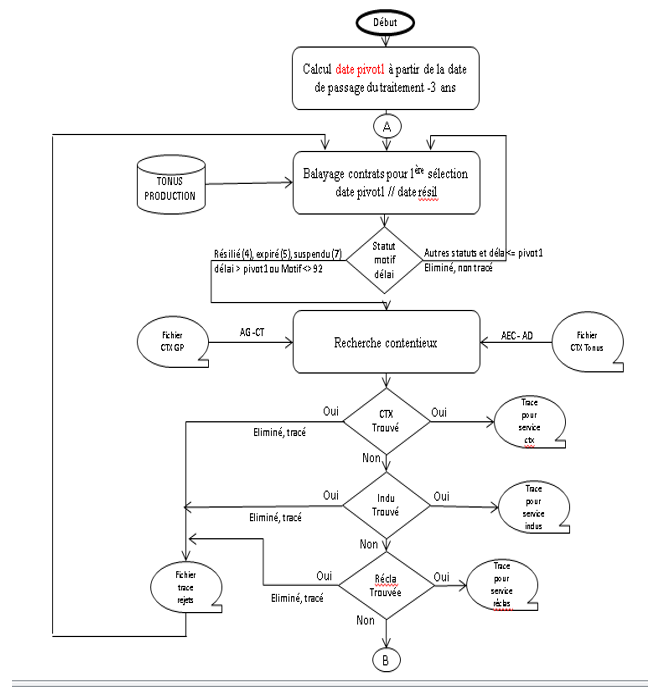 Début
Calcul date pivot1 à partir de la date
de passage du traitement -3 ans
A
TONUS
PRODUCTION
Balayage contrats pour 1ère sélection
date pivot1 // date résil
Statut
motif
délai
Résilié (4), expiré (5), suspendu (7)
délai > pivot1 ou Motif <> 92
Autres statuts et délai<= pivot1
Eliminé, non tracé
Fichier
CTX GP
AG -CT
Recherche contentieux
AEC - AD
Fichier
CTX Tonus
CTX
Trouvé
Oui
Oui
Eliminé, tracé
Non
Trace
pour
service
ctx
Indu
Trouvé
Oui
Oui
Eliminé, tracé
Non
Trace
pour
service
indus
Récla
Trouvée
Oui
Oui
Eliminé, tracé
Non
Trace
pour
service
réclas
Fichier
trace
rejets
B